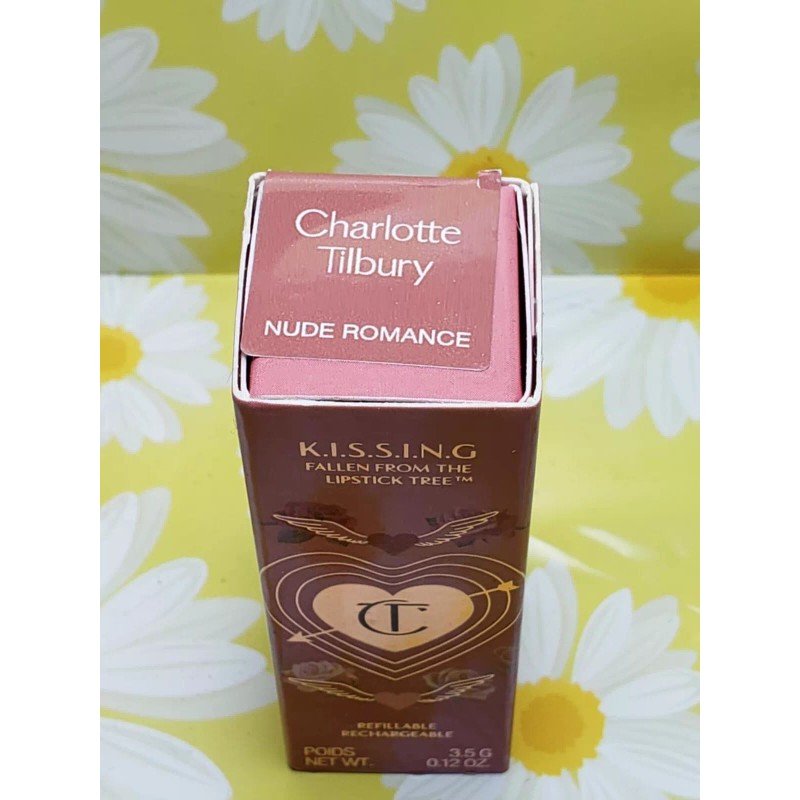 Charlotte
Tilbury
NUDE ROMANCE
K.I.S.S.I.N.G
FALLEN FROM THE
LIPSTICK TREE™
CT
REFILLABLE
RECHARGEABLE
POIDS 3.5 G
NET WT. 0.12 OZ.